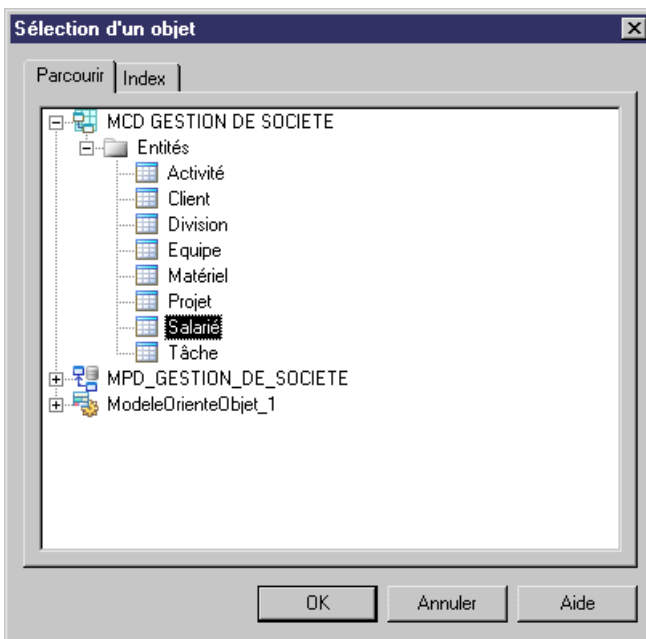 Sélection d'un objet
Parcourir Index
MCD GESTION DE SOCIETE
Entités
Activité
Client
Division
Equipe
Matériel
Projet
Salarié
Tâche
MPD_GESTION_DE_SOCIETE
ModeleOrienteObjet_1
OK Annuler Aide